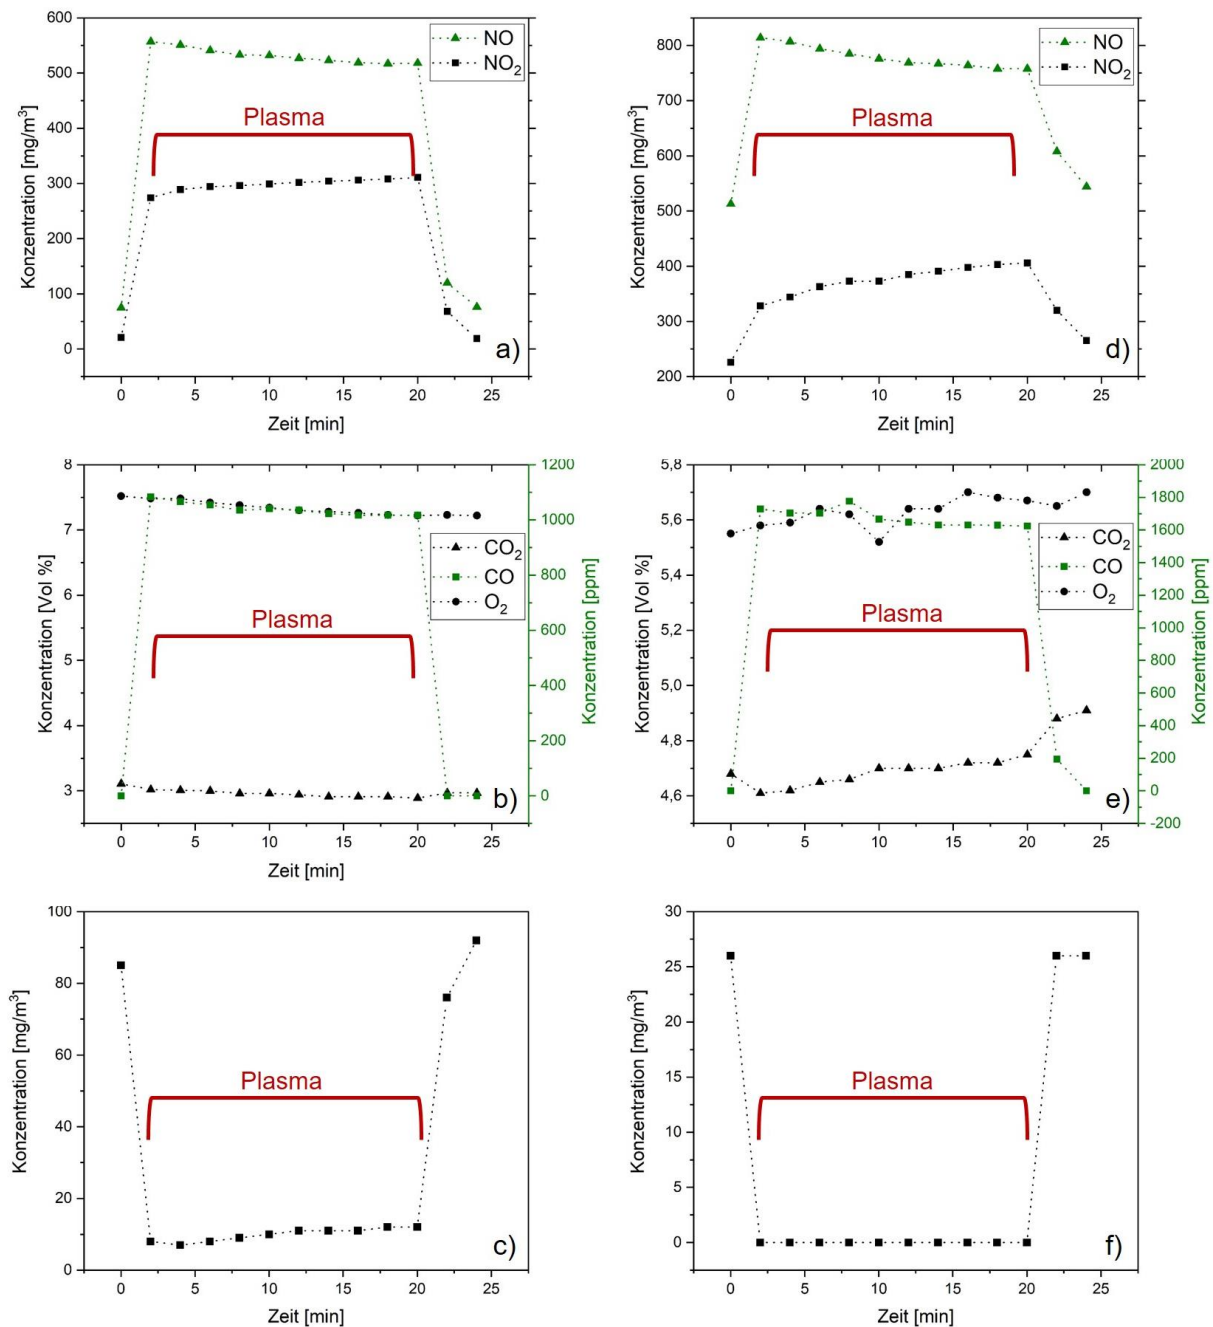 600
500
400
300
200
100
0
Konzentration [mg/m³]
NO
NO₂
Plasma
a)
0 5 10 15 20 25
Zeit [min]
800
700
600
500
400
300
200
Konzentration [mg/m³]
NO
NO₂
Plasma
d)
0 5 10 15 20 25
Zeit [min]
8
7
6
5
4
3
Konzentration [Vol %]
1200
1000
800
600
400
200
0
Konzentration [ppm]
CO₂
CO
O₂
Plasma
b)
0 5 10 15 20 25
Zeit [min]
5,8
5,6
5,4
5,2
5,0
4,8
4,6
Konzentration [Vol %]
2000
1800
1600
1400
1200
1000
800
600
400
200
0
-200
Konzentration [ppm]
CO₂
CO
O₂
Plasma
e)
0 5 10 15 20 25
Zeit [min]
100
80
60
40
20
0
Konzentration [mg/m³]
Plasma
c)
0 5 10 15 20 25
Zeit [min]
30
25
20
15
10
5
0
Konzentration [mg/m³]
Plasma
f)
0 5 10 15 20 25
Zeit [min]